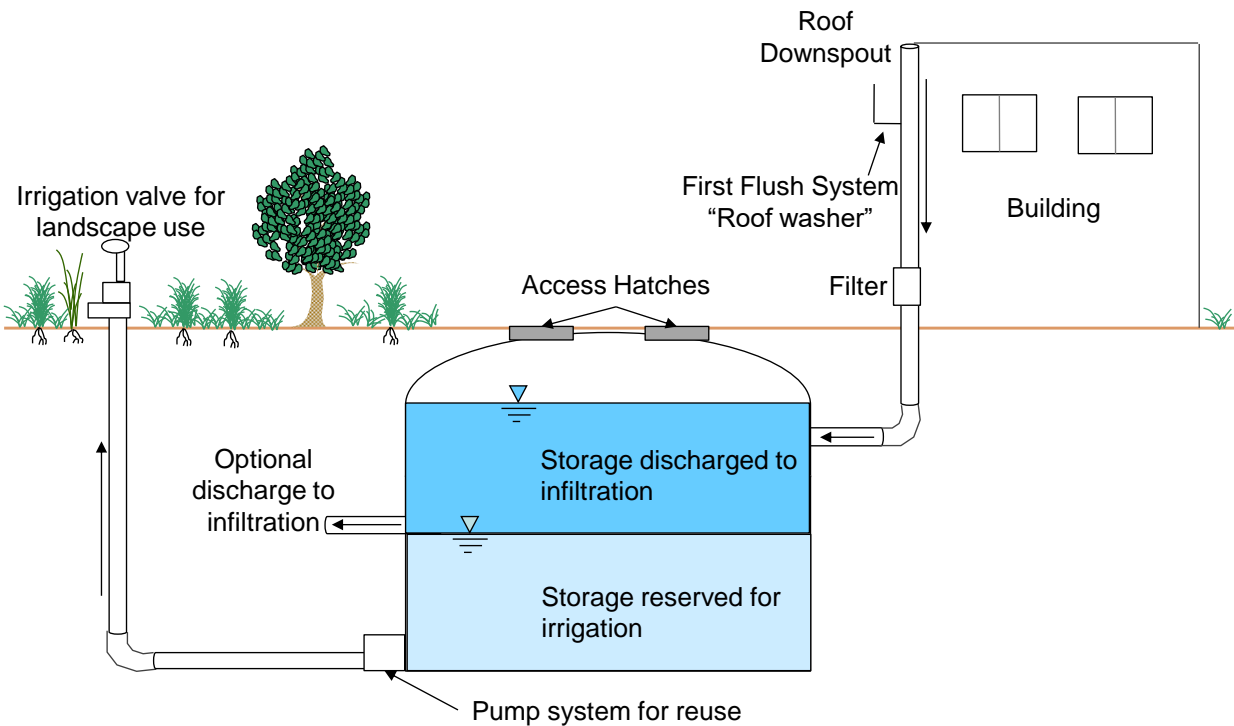 Roof
Downspout
First Flush System
“Roof washer”
Building
Irrigation valve for
landscape use
Access Hatches
Filter
Optional
discharge to
infiltration
Storage discharged to
infiltration
Storage reserved for
irrigation
Pump system for reuse